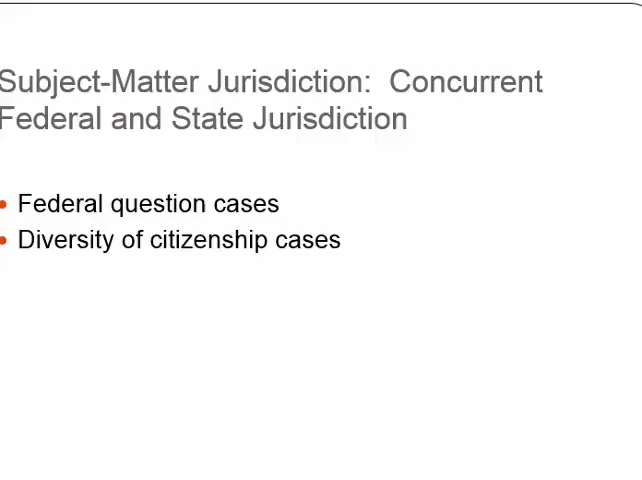 Subject-Matter Jurisdiction: Concurrent
Federal and State Jurisdiction
• Federal question cases
• Diversity of citizenship cases